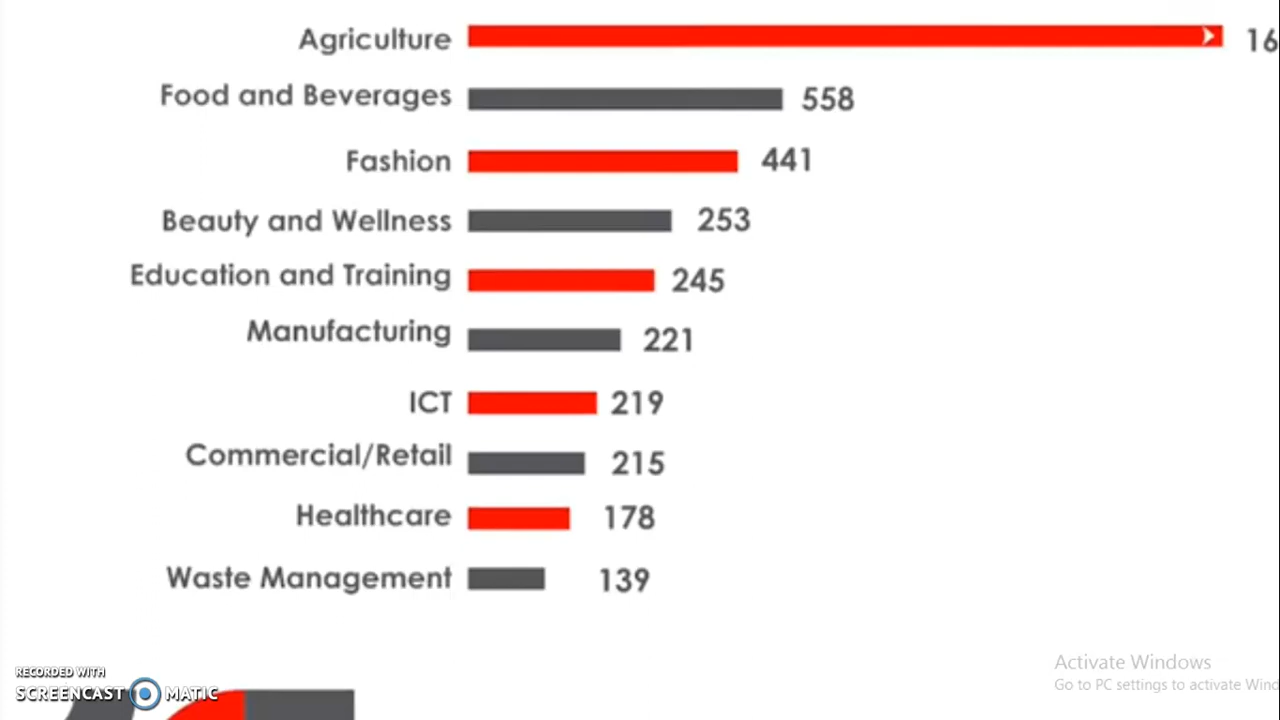 Agriculture 16
Food and Beverages 558
Fashion 441
Beauty and Wellness 253
Education and Training 245
Manufacturing 221
ICT 219
Commercial/Retail 215
Healthcare 178
Waste Management 139
RECORDED WITH
SCREENCAST MATIC
Activate Windows
Go to PC settings to activate Wind